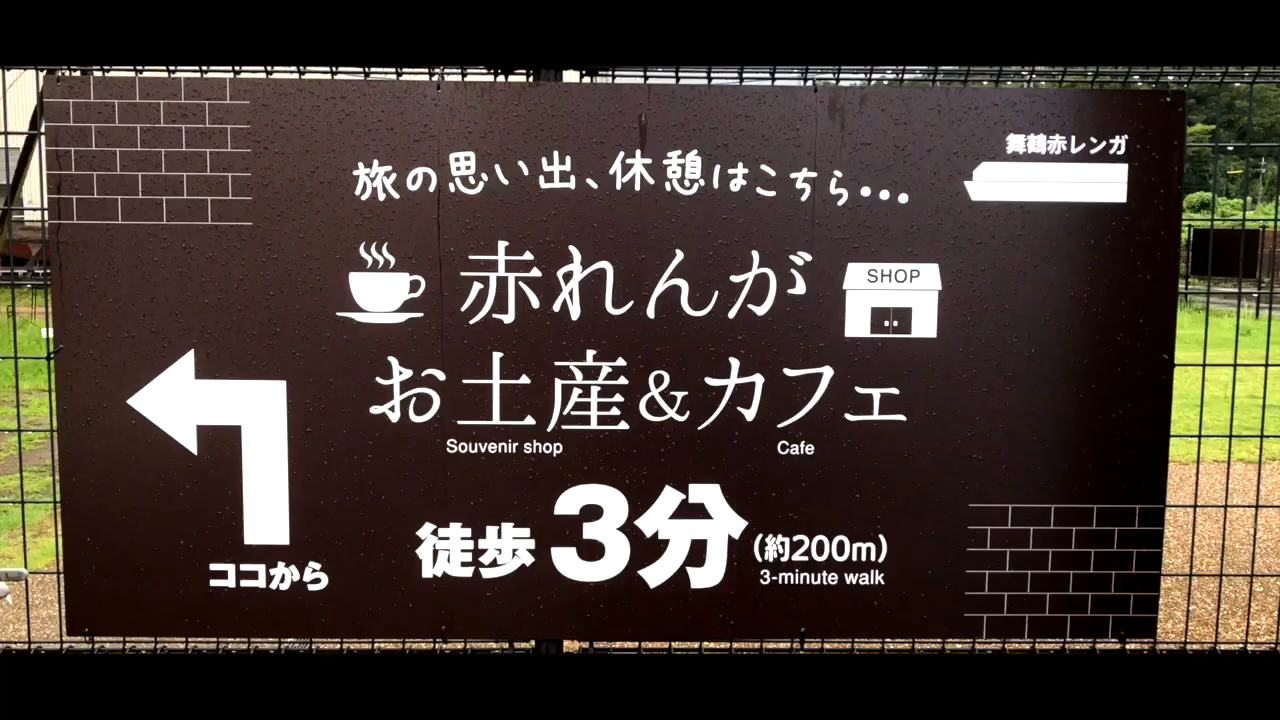 舞鶴赤レンガ
旅の思い出、休憩はこちら・・・
赤れんが
SHOP
お土産&カフェ
Souvenir shop Cafe
徒歩3分(約200m)
3-minute walk
ココから